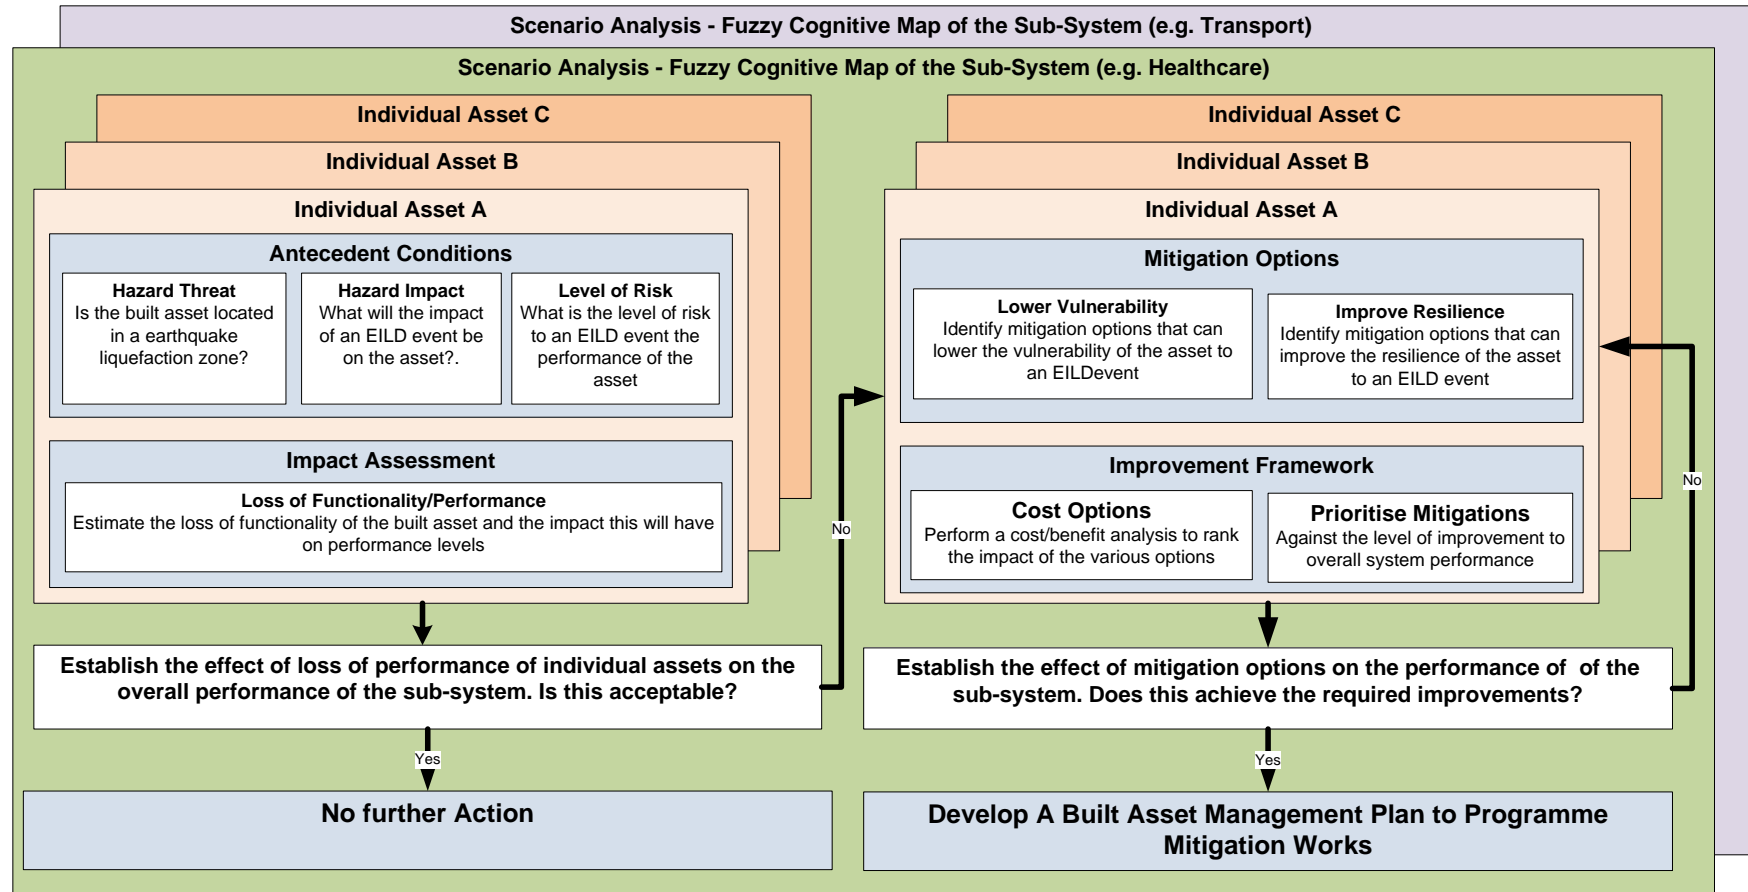 Scenario Analysis - Fuzzy Cognitive Map of the Sub-System (e.g. Transport)
Scenario Analysis - Fuzzy Cognitive Map of the Sub-System (e.g. Healthcare)
Individual Asset C
Individual Asset B
Individual Asset A
Antecedent Conditions
Hazard Threat
Is the built asset located
in a earthquake
liquefaction zone?
Hazard Impact
What will the impact
of an EILD event be
on the asset?.
Level of Risk
What is the level of risk
to an EILD event the
performance of the
asset
Impact Assessment
Loss of Functionality/Performance
Estimate the loss of functionality of the built asset and the impact this will have
on performance levels
Establish the effect of loss of performance of individual assets on the
overall performance of the sub-system. Is this acceptable?
No
Yes
No further Action
Individual Asset C
Individual Asset B
Individual Asset A
Mitigation Options
Lower Vulnerability
Identify mitigation options that can
lower the vulnerability of the asset to
an EILDevent
Improve Resilience
Identify mitigation options that can
improve the resilience of the asset
to an EILD event
Improvement Framework
Cost Options
Perform a cost/benefit analysis to rank
the impact of the various options
Prioritise Mitigations
Against the level of improvement to
overall system performance
Establish the effect of mitigation options on the performance of  of the
sub-system. Does this achieve the required improvements?
No
Yes
Develop A Built Asset Management Plan to Programme
Mitigation Works